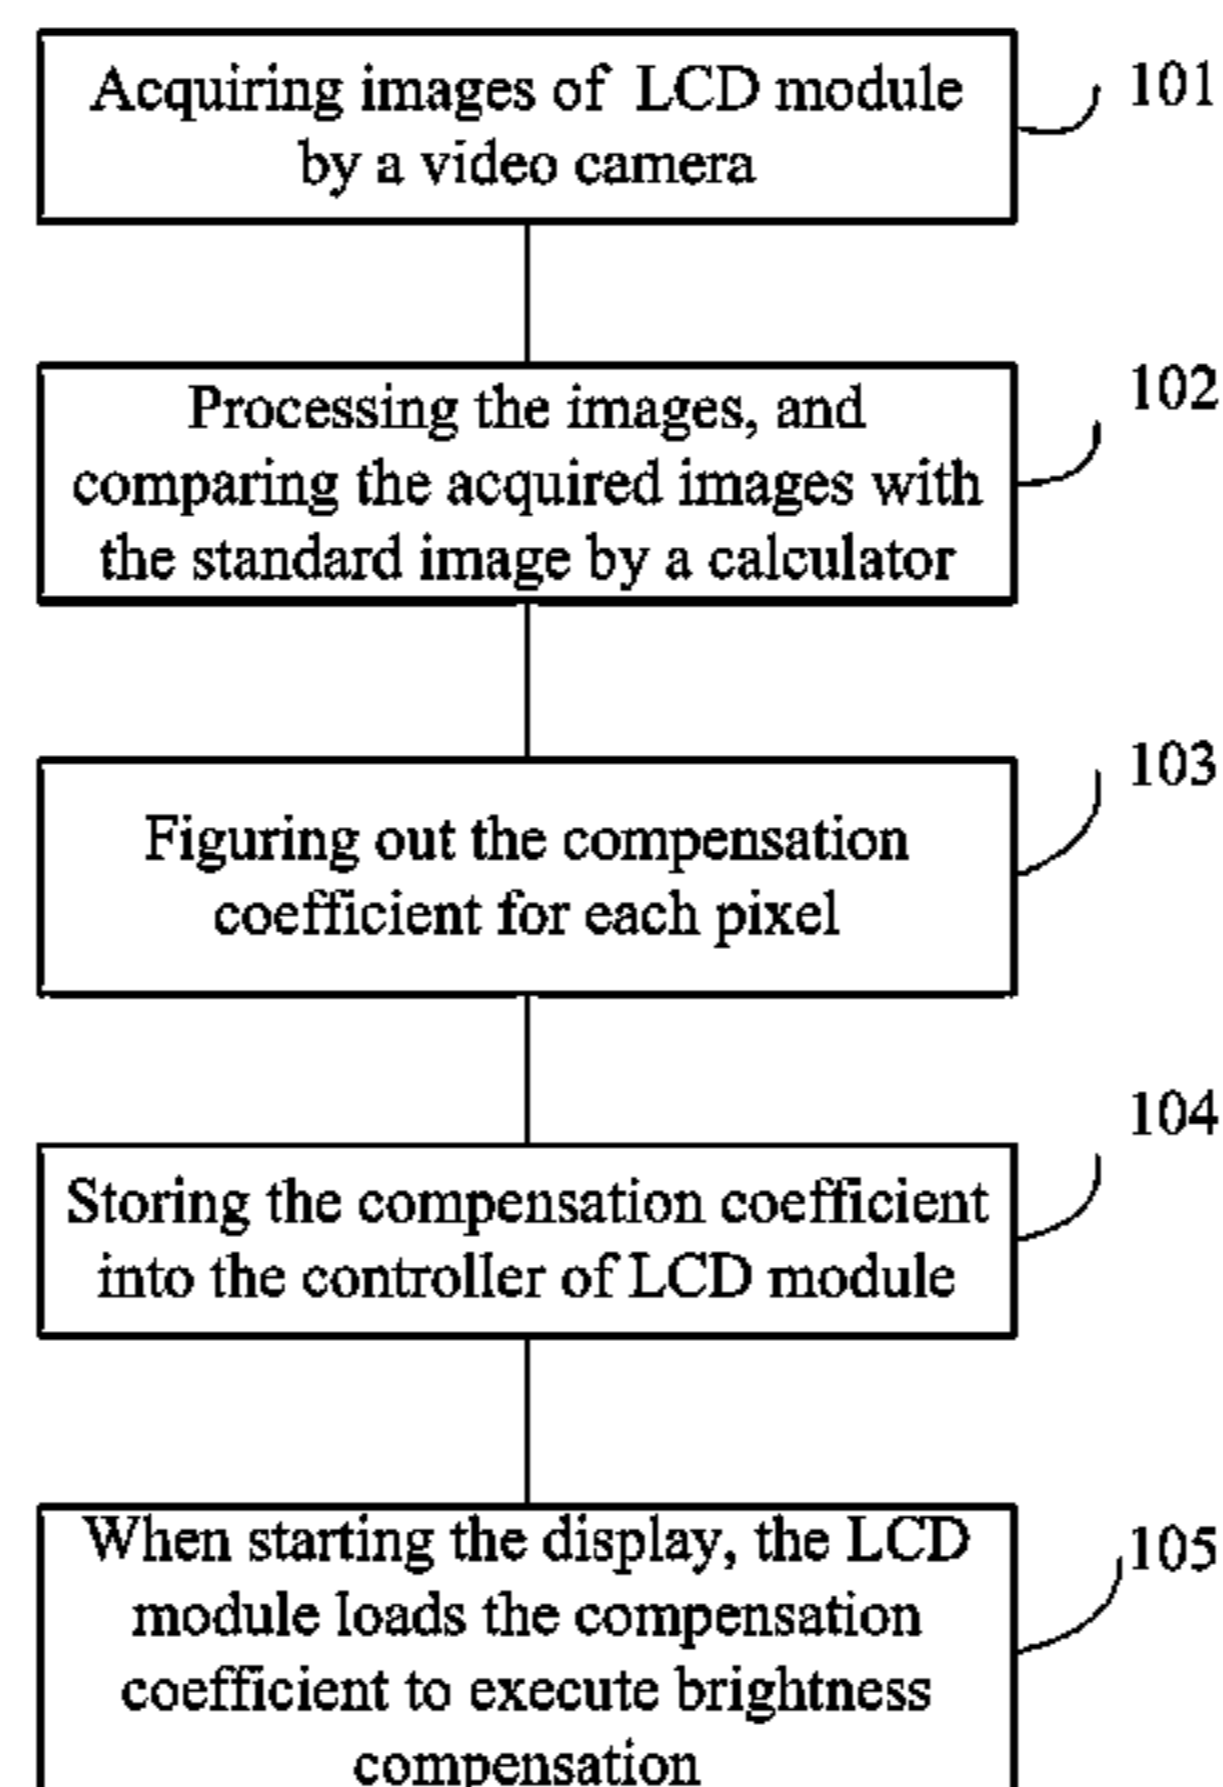 Acquiring images of LCD module
by a video camera
101
Processing the images, and
comparing the acquired images with
the standard image by a calculator
102
Figuring out the compensation
coefficient for each pixel
103
Storing the compensation coefficient
into the controller of LCD module
104
When starting the display, the LCD
module loads the compensation
coefficient to execute brightness
compensation
105